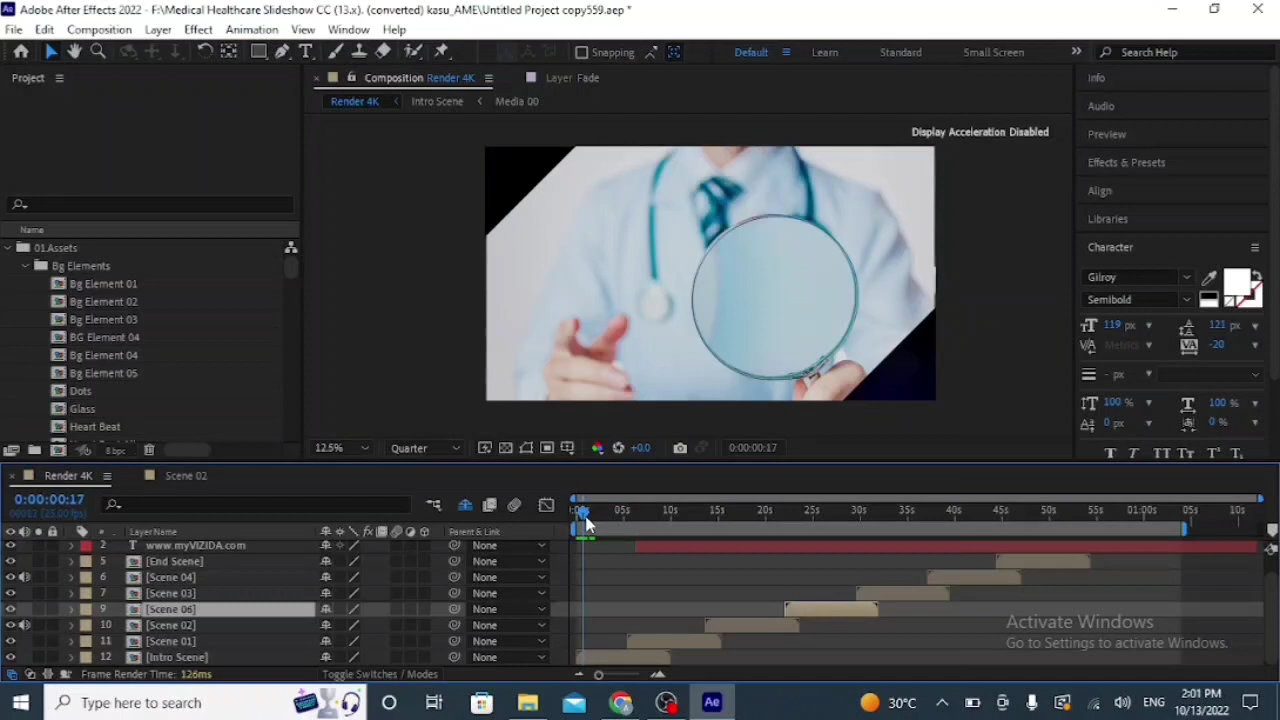 Adobe After Effects 2022 - F:\Medical Healthcare Slideshow CC (13.x). (converted) kasu_AME\Untitled Project copy559.aep *
File Edit Composition Layer Effect Animation View Window Help
Snapping Default Learn Standard Small Screen Search Help
Project
Composition Render 4K Layer Fade
Render 4K Intro Scene Media 00
Display Acceleration Disabled
Name
01.Assets
Bg Elements
Bg Element 01
Bg Element 02
Bg Element 03
BG Element 04
Bg Element 04
Bg Element 05
Dots
Glass
Heart Beat
8 bpc
12.5% Quarter +0.0 0:00:00:17
Info
Audio
Preview
Effects & Presets
Align
Libraries
Character
Gilroy
Semibold
119 px 121 px
Metrics -20
- px
100 % 100 %
0 px 0 %
Render 4K Scene 02
0:00:00:17
(25.00 fps)
05s 10s 15s 20s 25s 30s 35s 40s 45s 50s 55s 01:00s 05s 10s
# Layer Name Parent & Link
2 www.myVIZIDA.com None
5 [End Scene] None
6 [Scene 04] None
7 [Scene 03] None
9 [Scene 06] None
10 [Scene 02] None
11 [Scene 01] None
12 [Intro Scene] None
Frame Render Time: 126ms Toggle Switches / Modes
Activate Windows
Go to Settings to activate Windows.
Type here to search
30°C ENG 2:01 PM
10/13/2022